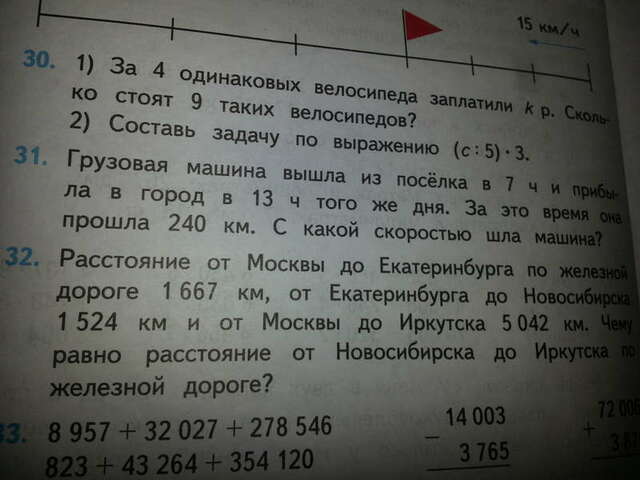 15 км/ч
30. 1) За 4 одинаковых велосипеда заплатили k р. Сколь-
ко стоят 9 таких велосипедов?
2) Составь задачу по выражению (c : 5) · 3.
31. Грузовая машина вышла из посёлка в 7 ч и прибы-
ла в город в 13 ч того же дня. За это время она
прошла 240 км. С какой скоростью шла машина?
32. Расстояние от Москвы до Екатеринбурга по железной
дороге 1 667 км, от Екатеринбурга до Новосибирска
1 524 км и от Москвы до Иркутска 5 042 км. Чему
равно расстояние от Новосибирска до Иркутска по
железной дороге?
33. 8 957 + 32 027 + 278 546
823 + 43 264 + 354 120
− 14 003
3 765
+ 72 006